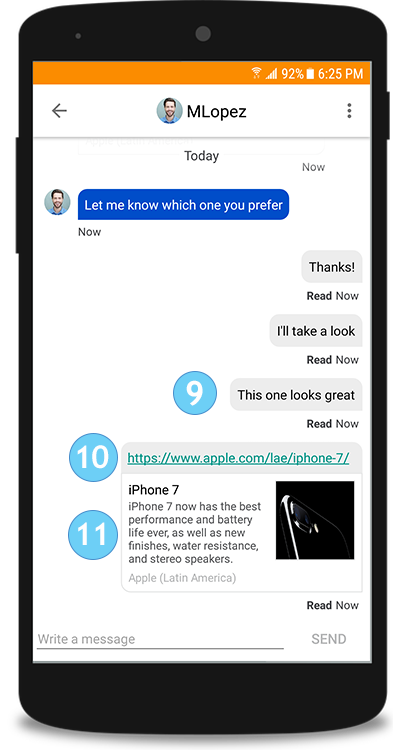 92% 6:25 PM
MLopez
Today
Now
Let me know which one you prefer
Now
Thanks!
Read Now
I'll take a look
Read Now
9
This one looks great
Read Now
10
https://www.apple.com/lae/iphone-7/
11
iPhone 7
iPhone 7 now has the best
performance and battery
life ever, as well as new
finishes, water resistance,
and stereo speakers.
Apple (Latin America)
Read Now
Write a message
SEND